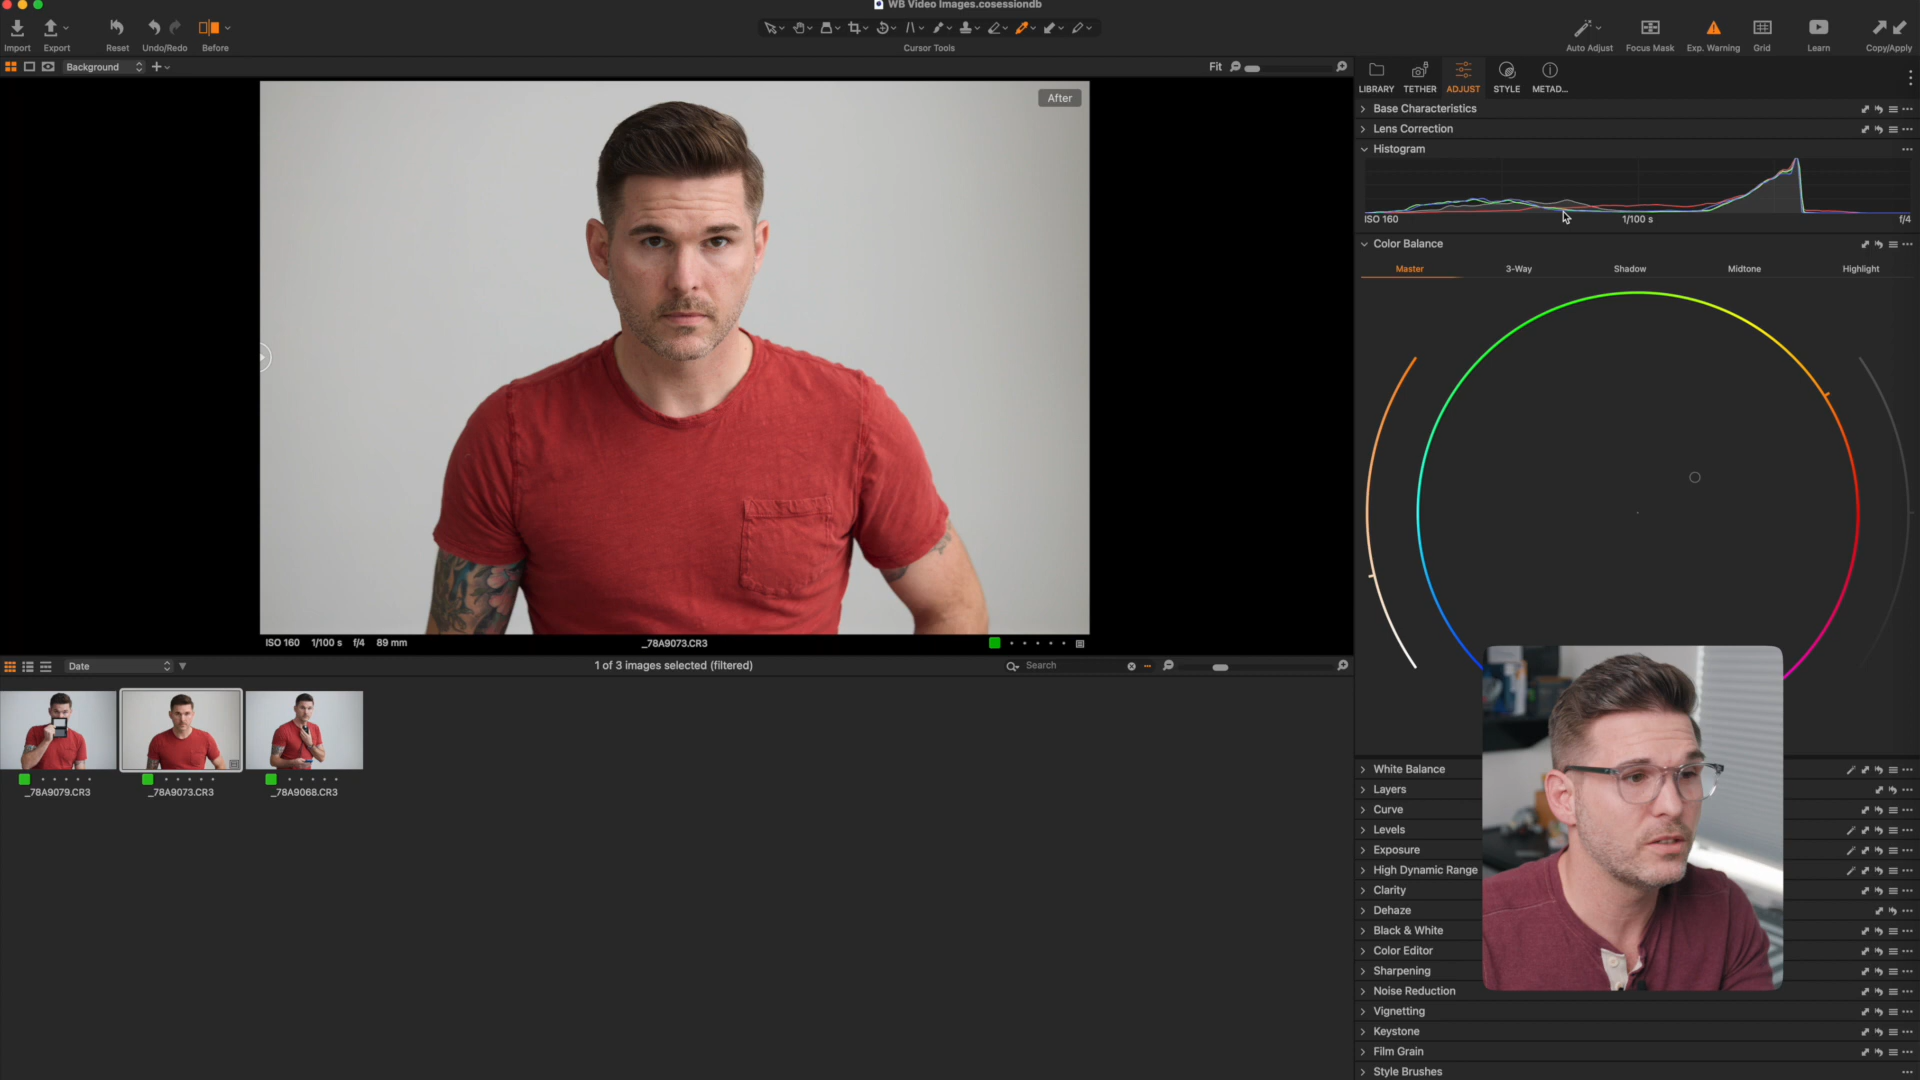 WB Video Images.cosessiondb
Import
Export
Reset
Undo/Redo
Before
Cursor Tools
Auto Adjust
Focus Mask
Exp. Warning
Grid
Learn
Copy/Apply
Background
Fit
LIBRARY
TETHER
ADJUST
STYLE
METAD...
After
Base Characteristics
Lens Correction
Histogram
ISO 160
1/100 s
f/4
Color Balance
Master
3-Way
Shadow
Midtone
Highlight
ISO 160 1/100 s f/4 89 mm
_78A9073.CR3
Date
1 of 3 images selected (filtered)
Search
_78A9079.CR3
_78A9073.CR3
_78A9068.CR3
White Balance
Layers
Curve
Levels
Exposure
High Dynamic Range
Clarity
Dehaze
Black & White
Color Editor
Sharpening
Noise Reduction
Vignetting
Keystone
Film Grain
Style Brushes